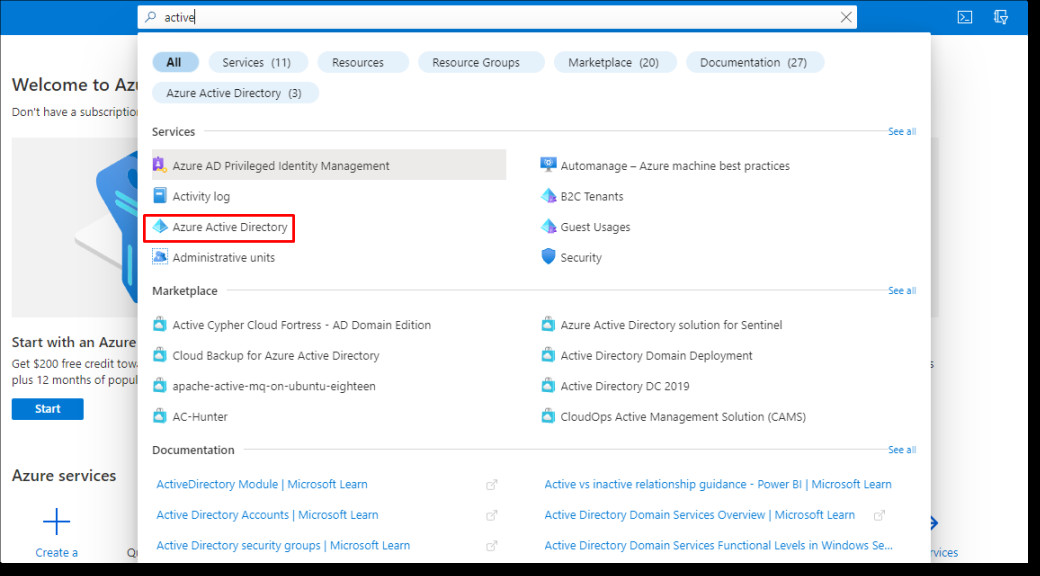 active
All
Services (11)
Resources
Resource Groups
Marketplace (20)
Documentation (27)
Azure Active Directory (3)
Welcome to Az
Don't have a subscriptio
Services
See all
Azure AD Privileged Identity Management
Automanage – Azure machine best practices
Activity log
B2C Tenants
Azure Active Directory
Guest Usages
Administrative units
Security
Marketplace
See all
Active Cypher Cloud Fortress - AD Domain Edition
Azure Active Directory solution for Sentinel
Cloud Backup for Azure Active Directory
Active Directory Domain Deployment
apache-active-mq-on-ubuntu-eighteen
Active Directory DC 2019
AC-Hunter
CloudOps Active Management Solution (CAMS)
Start with an Azure
Get $200 free credit tow
plus 12 months of popul
Start
Documentation
See all
ActiveDirectory Module | Microsoft Learn
Active vs inactive relationship guidance - Power BI | Microsoft Learn
Active Directory Accounts | Microsoft Learn
Active Directory Domain Services Overview | Microsoft Learn
Active Directory security groups | Microsoft Learn
Active Directory Domain Services Functional Levels in Windows Se...
Azure services
Create a
rvices